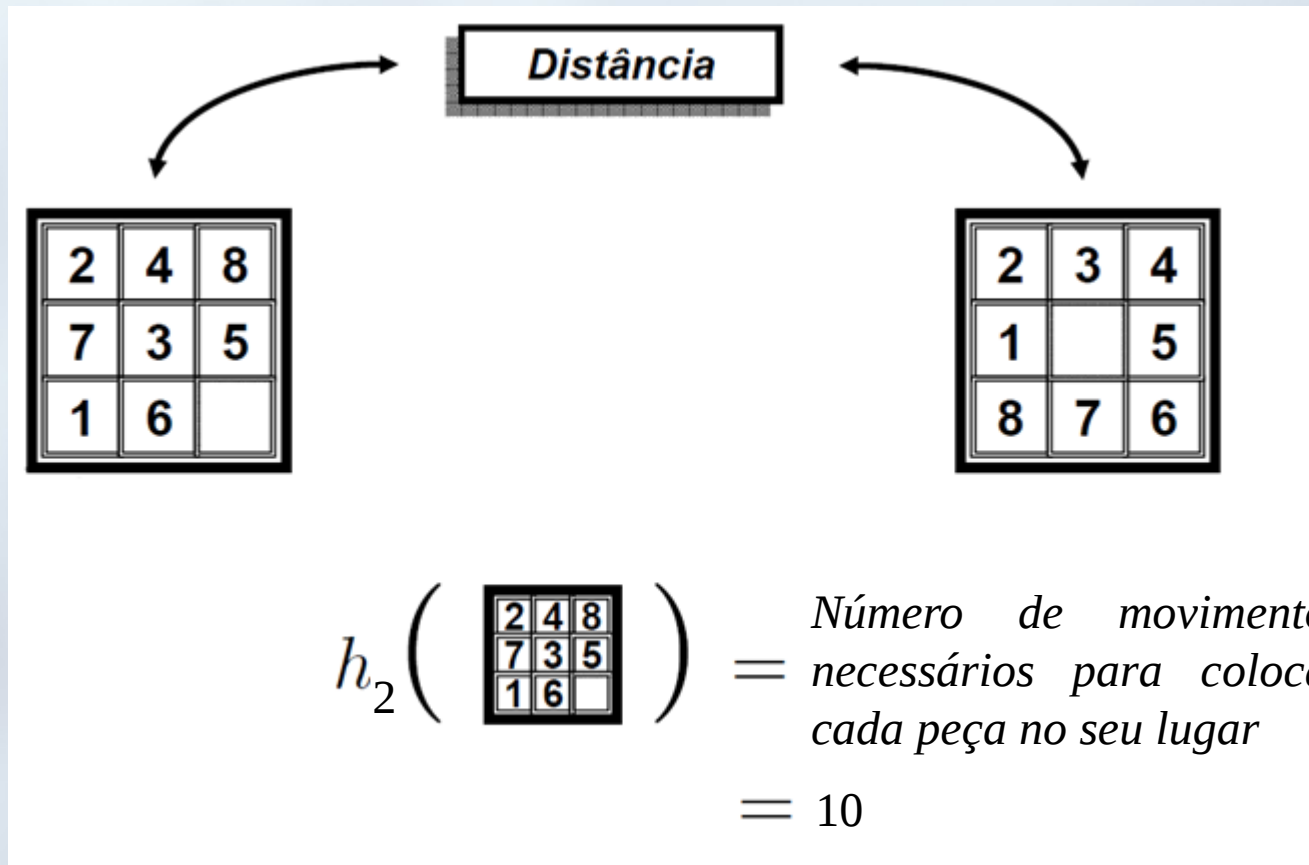 Distância
2 4 8
7 3 5
1 6
2 3 4
1 5
8 7 6
h2( 2 4 8
7 3 5
1 6 ) =
Número de movimento
necessários para coloc
cada peça no seu lugar
= 10